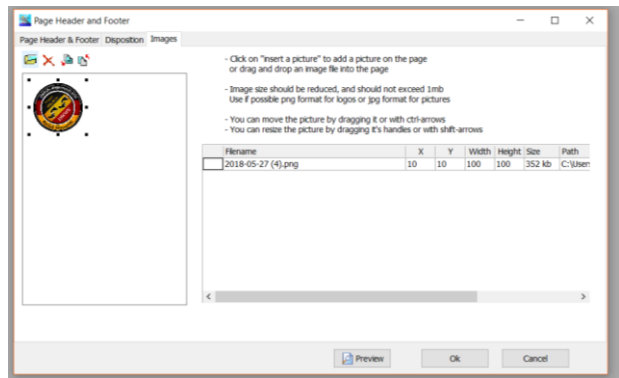 Page Header and Footer
Page Header & Footer Disposition Images
- Click on "insert a picture" to add a picture on the page
or drag and drop an image file into the page
- Image size should be reduced, and should not exceed 1mb
Use if possible png format for logos or jpg format for pictures
- You can move the picture by dragging it or with ctrl-arrows
- You can resize the picture by dragging it's handles or with shift-arrows
Filename X Y Width Height Size Path
2018-05-27 (4).png 10 10 100 100 352 kb C:\User
Preview Ok Cancel